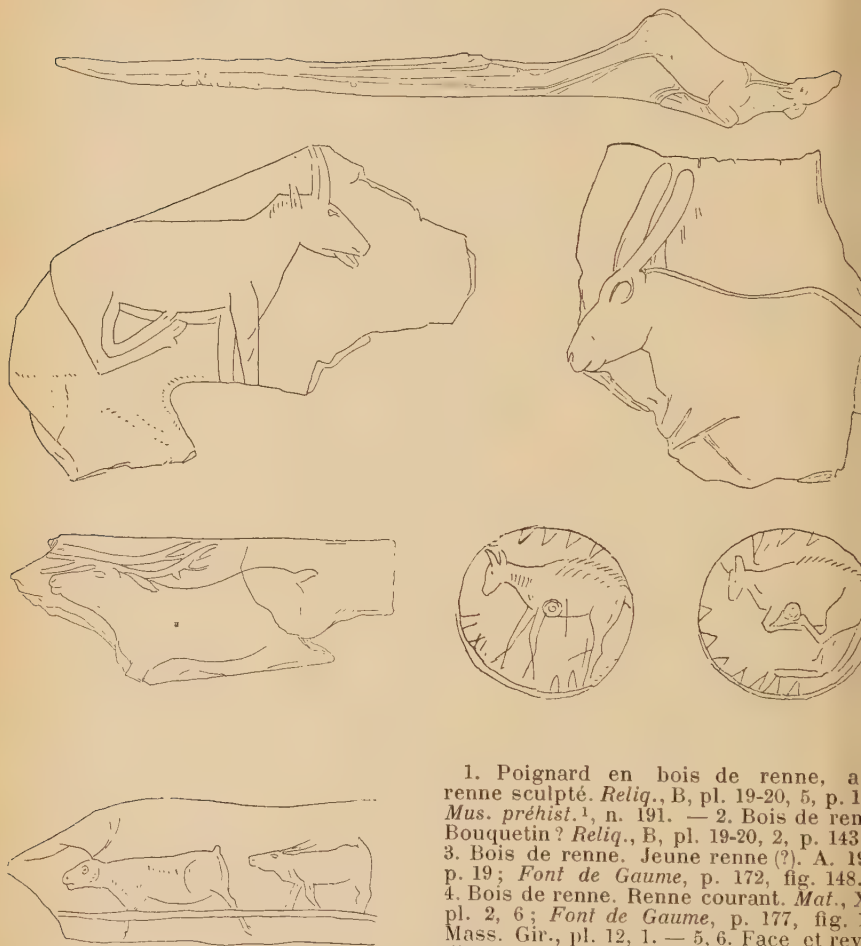 1. Poignard en bois de renne, a
renne sculpté. Reliq., B, pl. 19-20, 5, p. 1
Mus. préhist.¹, n. 191. — 2. Bois de ren
Bouquetin ? Reliq., B, pl. 19-20, 2, p. 143
3. Bois de renne. Jeune renne (?). A. 19
p. 19 ; Font de Gaume, p. 172, fig. 148.
4. Bois de renne. Renne courant. Mat., X
pl. 2, 6 ; Font de Gaume, p. 177, fig.
Mass. Gir., pl. 12, 1. — 5, 6. Face et rev